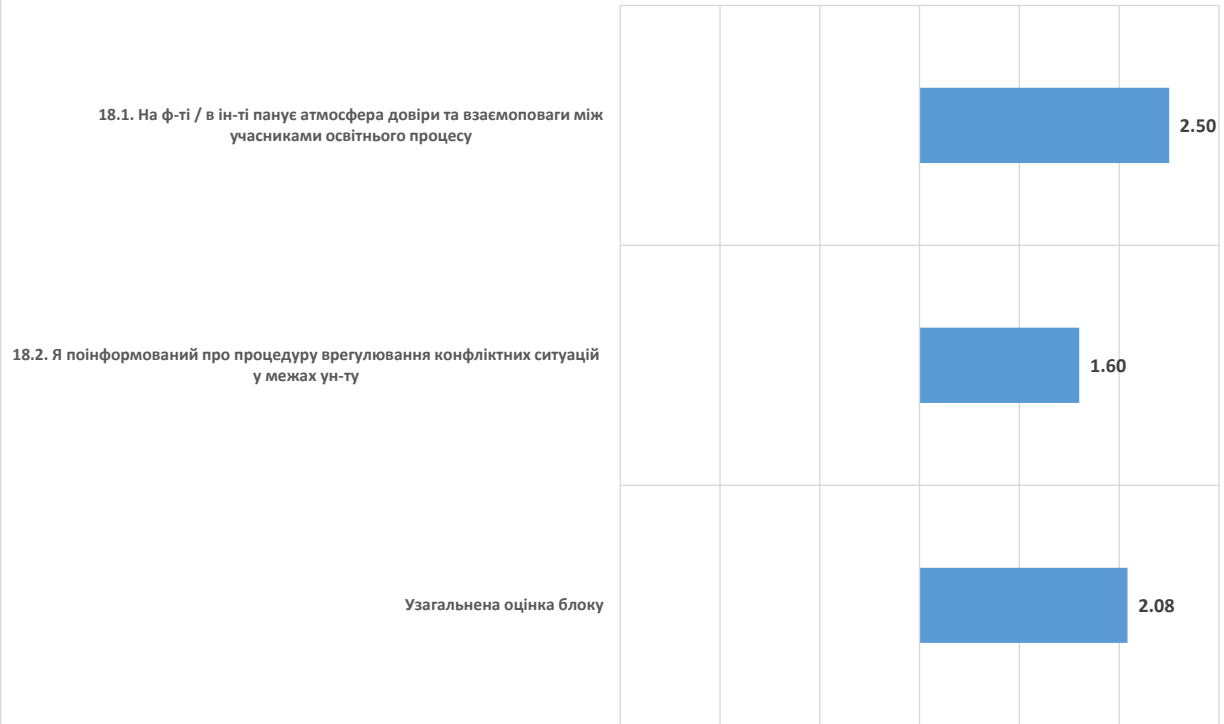 18.1. На ф-ті / в ін-ті панує атмосфера довіри та взаємоповаги між
учасниками освітнього процесу
2.50
18.2. Я поінформований про процедуру врегулювання конфліктних ситуацій
у межах ун-ту
1.60
Узагальнена оцінка блоку
2.08